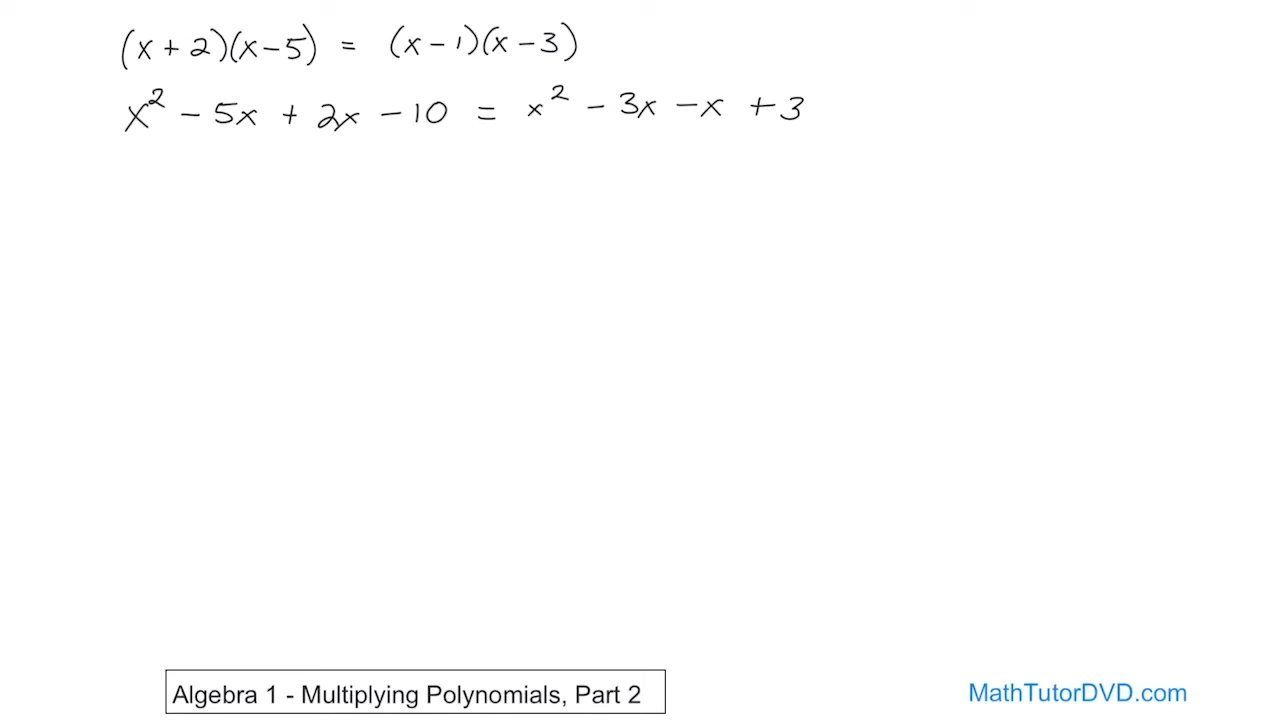 (x + 2)(x - 5) = (x - 1)(x - 3)
x² - 5x + 2x - 10 = x² - 3x - x + 3
Algebra 1 - Multiplying Polynomials, Part 2
MathTutorDVD.com